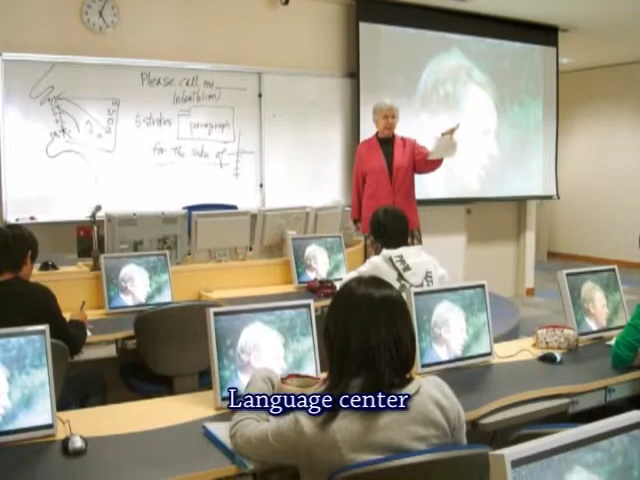 Please call me
5 strokes
paragraph
for the sake of
Language center